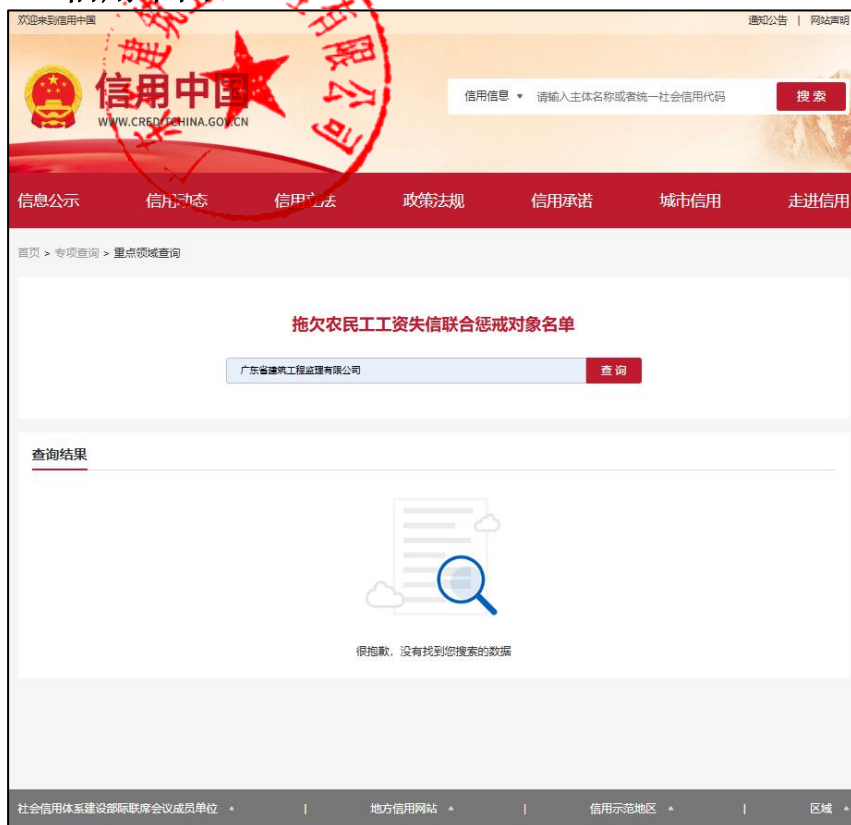 欢迎来到信用中国
通知公告 | 网站声明
信用中国
WWW.CREDITCHINA.GOV.CN
信用信息 请输入主体名称或者统一社会信用代码 搜索
信息公示 信用动态 信用立法 政策法规 信用承诺 城市信用 走进信用
首页 > 专项查询 > 重点领域查询
拖欠农民工工资失信联合惩戒对象名单
广东省建筑工程监理有限公司 查询
查询结果
很抱歉,没有找到您搜索的数据
社会信用体系建设部际联席会议成员单位 | 地方信用网站 | 信用示范地区 | 区域